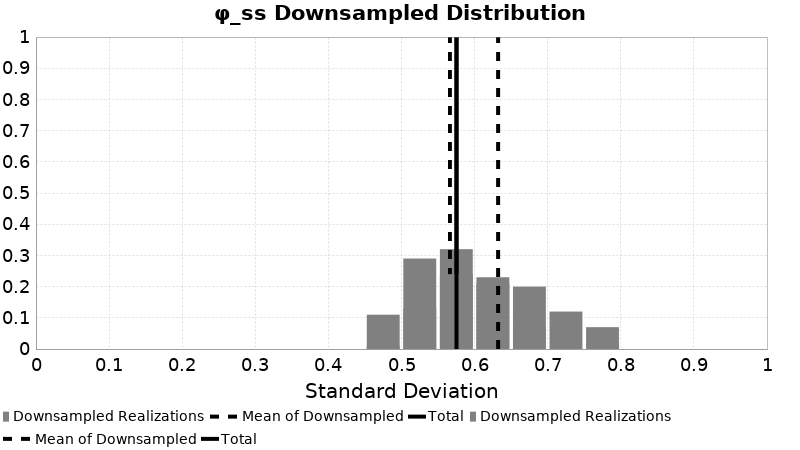 φ_ss Downsampled Distribution
1
0.9
0.8
0.7
0.6
0.5
0.4
0.3
0.2
0.1
0
0 0.1 0.2 0.3 0.4 0.5 0.6 0.7 0.8 0.9 1
Standard Deviation
Downsampled Realizations Mean of Downsampled Total Downsampled Realizations
Mean of Downsampled Total